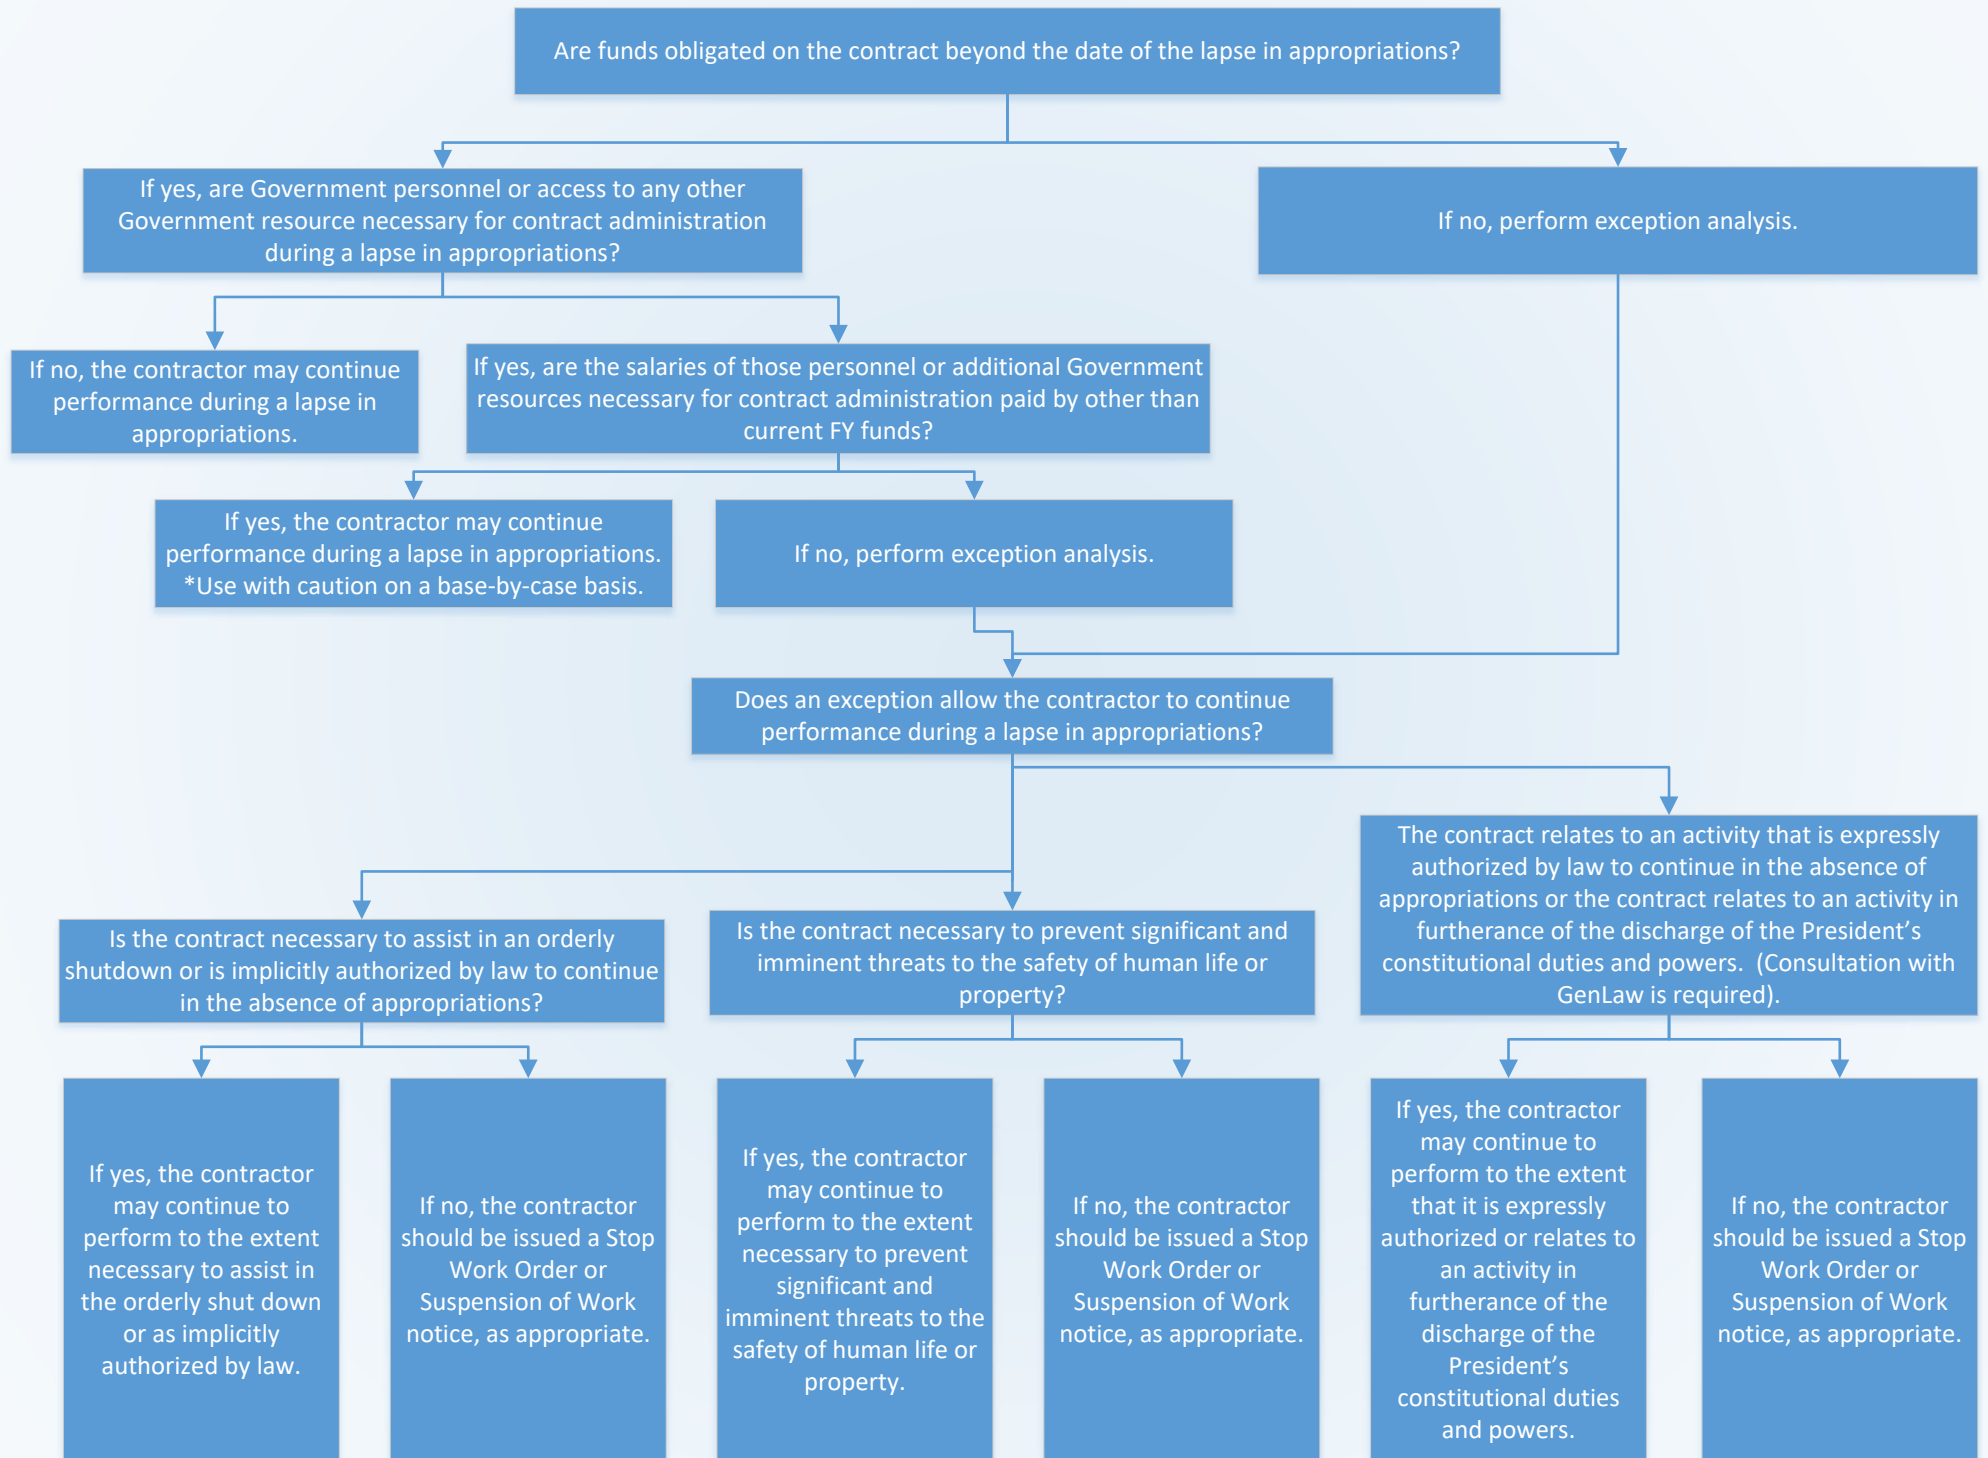 Are funds obligated on the contract beyond the date of the lapse in appropriations?
If yes, are Government personnel or access to any other
Government resource necessary for contract administration
during a lapse in appropriations?
If no, perform exception analysis.
If no, the contractor may continue
performance during a lapse in
appropriations.
If yes, are the salaries of those personnel or additional Government
resources necessary for contract administration paid by other than
current FY funds?
If yes, the contractor may continue
performance during a lapse in appropriations.
*Use with caution on a base-by-case basis.
If no, perform exception analysis.
Does an exception allow the contractor to continue
performance during a lapse in appropriations?
Is the contract necessary to assist in an orderly
shutdown or is implicitly authorized by law to continue
in the absence of appropriations?
Is the contract necessary to prevent significant and
imminent threats to the safety of human life or
property?
The contract relates to an activity that is expressly
authorized by law to continue in the absence of
appropriations or the contract relates to an activity in
furtherance of the discharge of the President's
constitutional duties and powers.  (Consultation with
GenLaw is required).
If yes, the contractor
may continue to
perform to the extent
necessary to assist in
the orderly shut down
or as implicitly
authorized by law.
If no, the contractor
should be issued a Stop
Work Order or
Suspension of Work
notice, as appropriate.
If yes, the contractor
may continue to
perform to the extent
necessary to prevent
significant and
imminent threats to the
safety of human life or
property.
If no, the contractor
should be issued a Stop
Work Order or
Suspension of Work
notice, as appropriate.
If yes, the contractor
may continue to
perform to the extent
that it is expressly
authorized or relates to
an activity in
furtherance of the
discharge of the
President's
constitutional duties
and powers.
If no, the contractor
should be issued a Stop
Work Order or
Suspension of Work
notice, as appropriate.